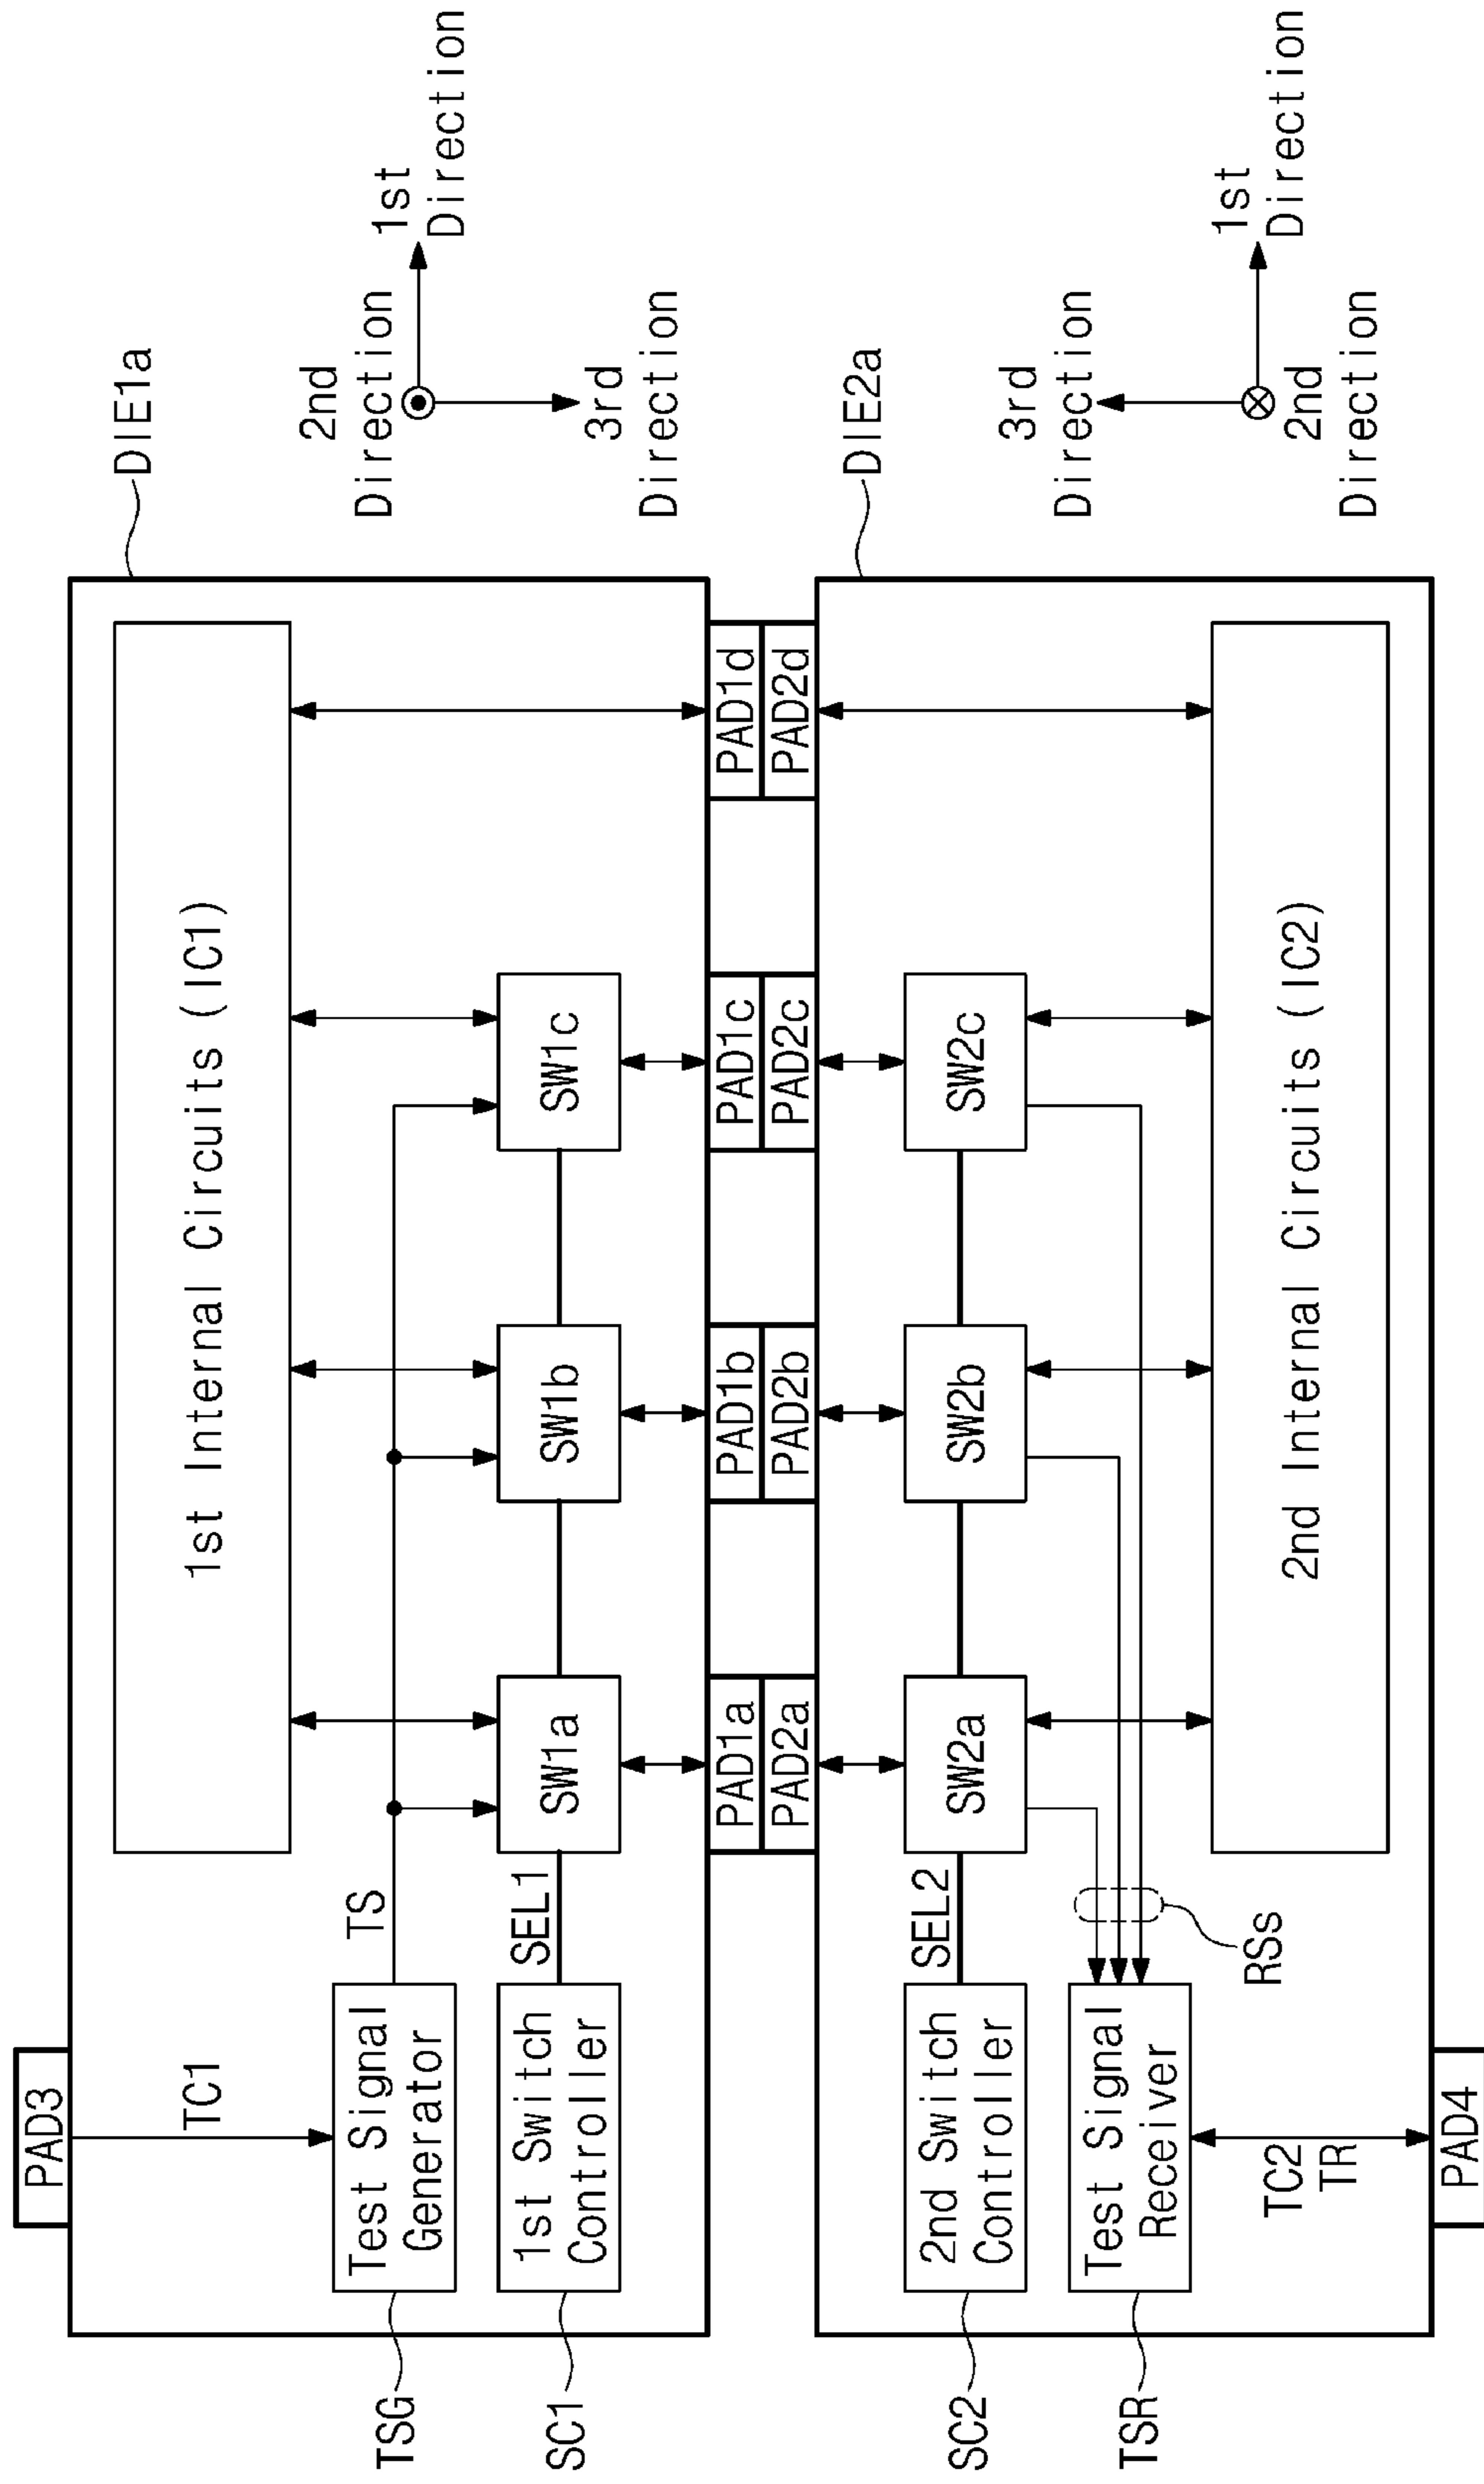 PAD3
TC1
DIE1a
1st Internal Circuits (IC1)
2nd
Direction
1st
Direction
3rd
Direction
TSG
Test Signal
Generator
TS
SC1
1st Switch
Controller
SEL1
SW1a
SW1b
SW1c
PAD1a
PAD1b
PAD1c
PAD1d
PAD2a
PAD2b
PAD2c
PAD2d
DIE2a
SC2
2nd Switch
Controller
SEL2
SW2a
SW2b
SW2c
3rd
Direction
1st
Direction
2nd
Direction
TSR
Test Signal
Receiver
RSs
2nd Internal Circuits (IC2)
TC2
TR
PAD4